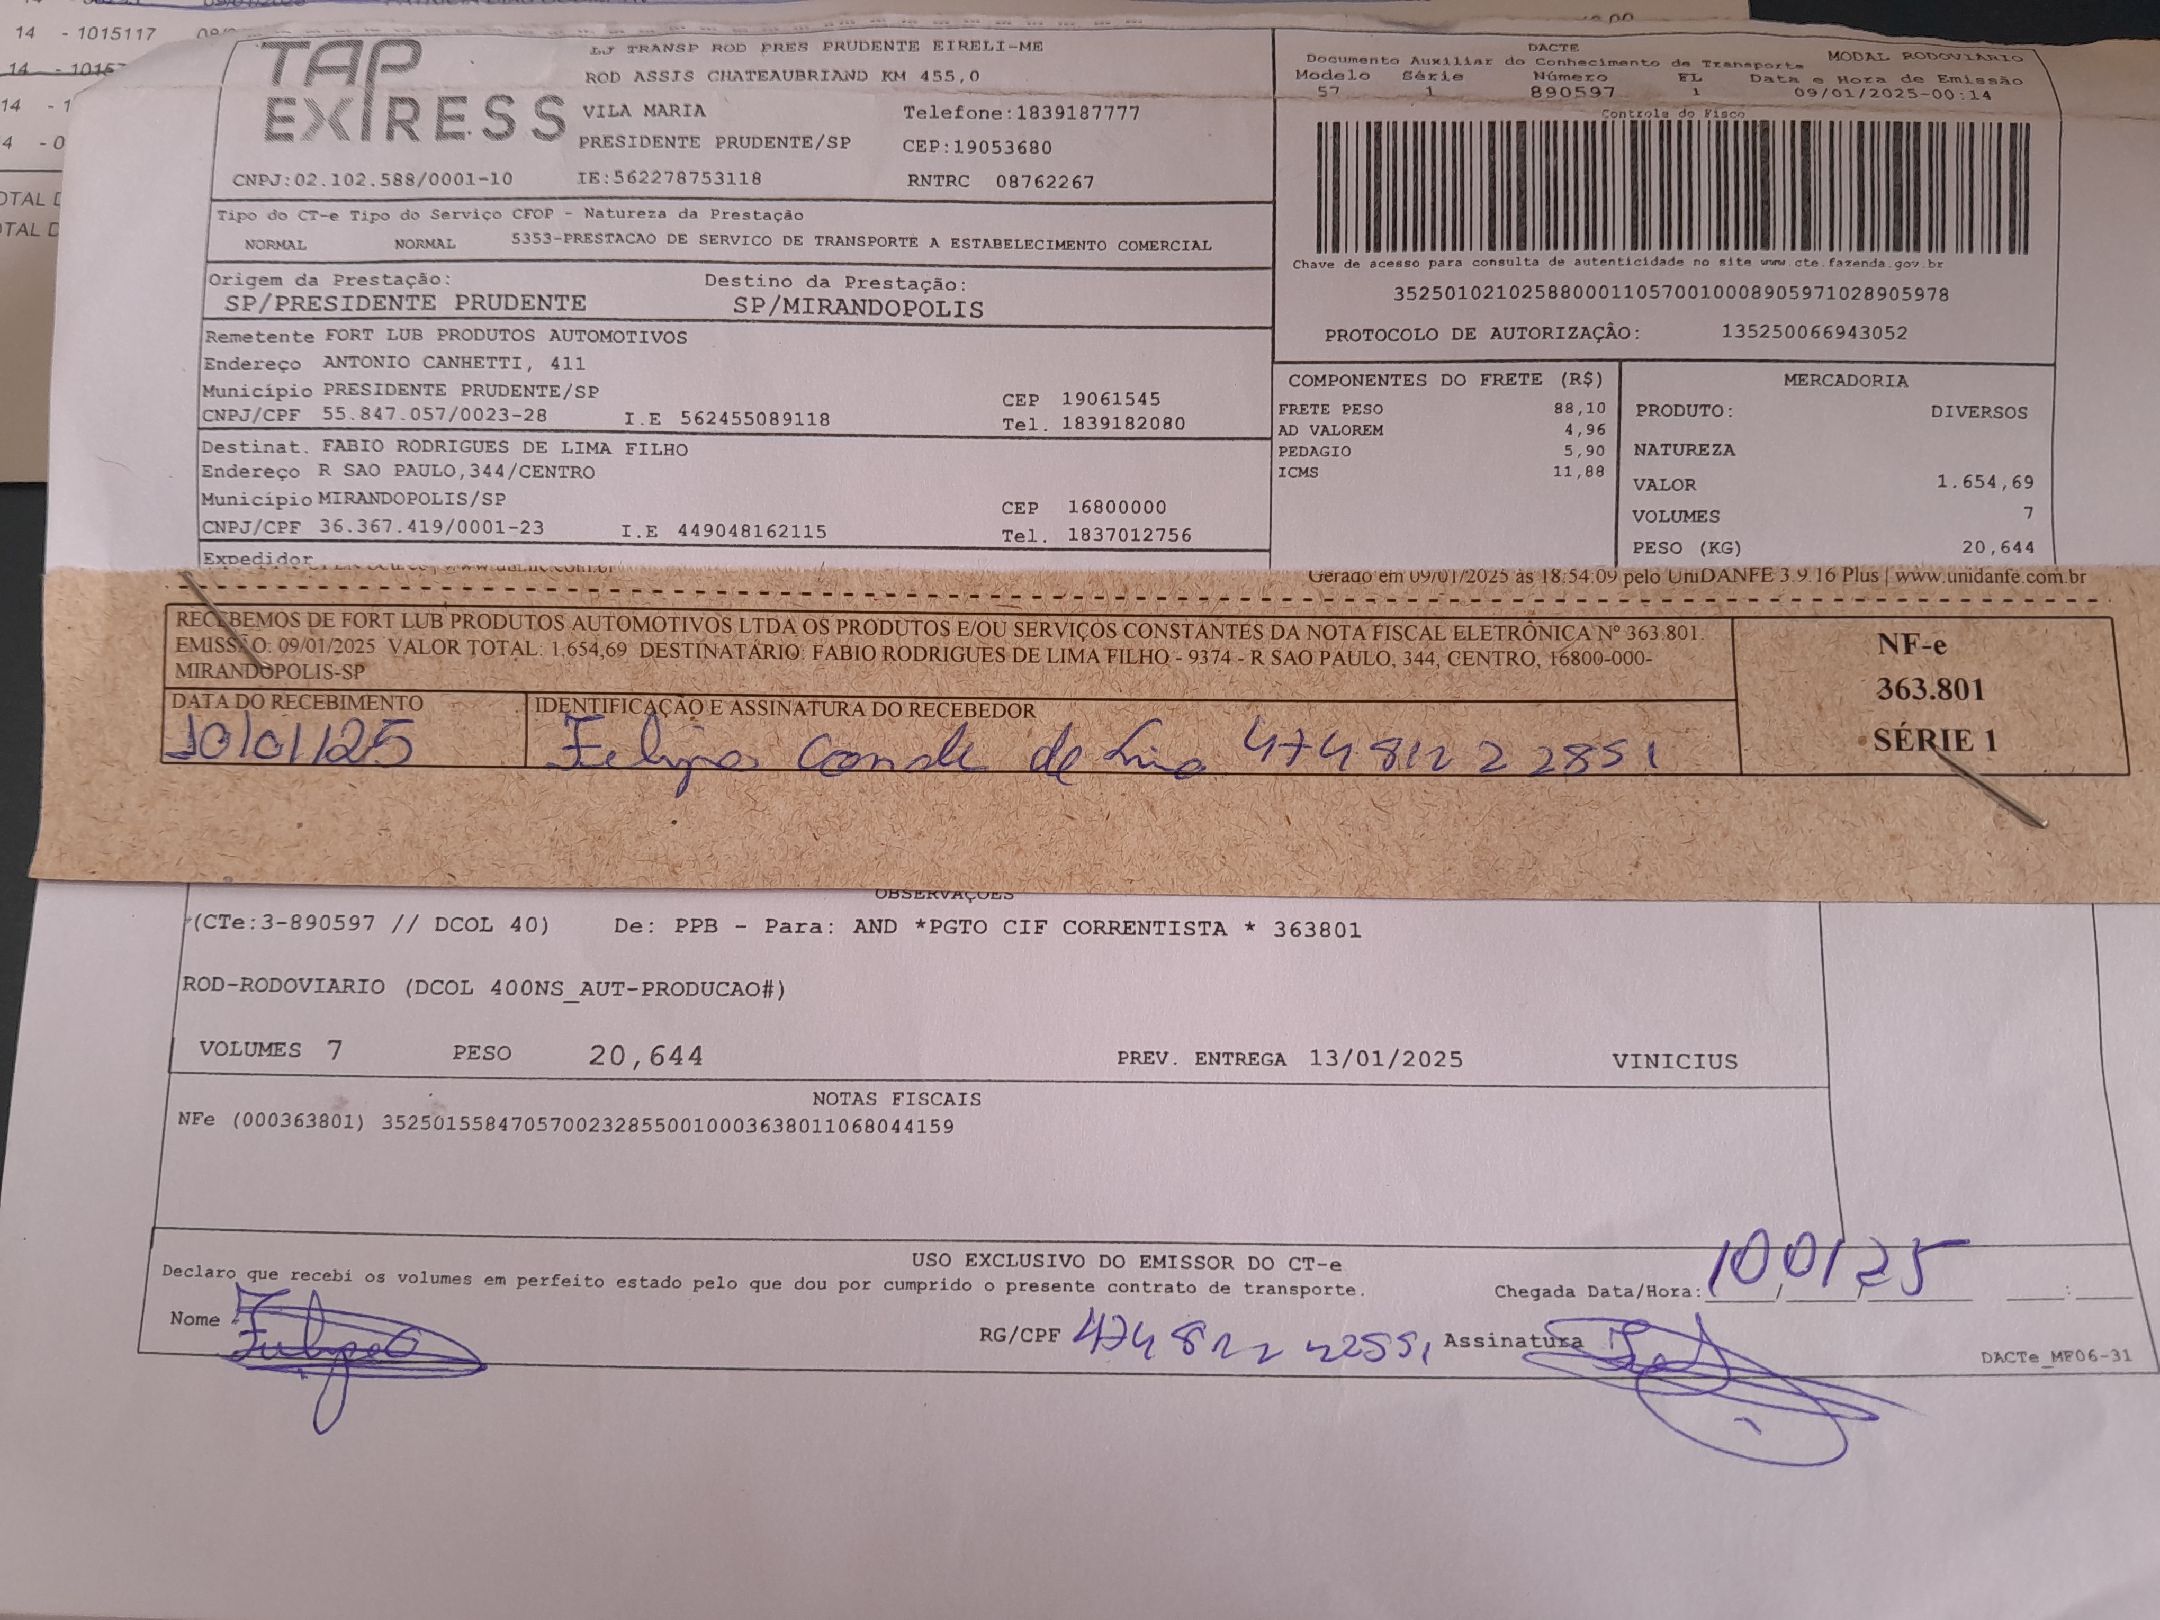 14 - 1015117
TAP EXPRESS
LJ TRANSP ROD PRES PRUDENTE EIRELI-ME
ROD ASSIS CHATEAUBRIAND KM 455,0
VILA MARIA Telefone:1839187777
PRESIDENTE PRUDENTE/SP CEP:19053680
CNPJ:02.102.588/0001-10 IE:562278753118 RNTRC 08762267
DACTE MODAL RODOVIÁRIO
Documento Auxiliar do Conhecimento de Transporte
Modelo Série Número FL Data e Hora de Emissão
57 1 890597 1 09/01/2025-00:14
Controle do Fisco
Chave de acesso para consulta de autenticidade no site www.cte.fazenda.gov.br
35250102102588000110570010008905971028905978
PROTOCOLO DE AUTORIZAÇÃO: 135250066943052
Tipo do CT-e Tipo do Serviço CFOP - Natureza da Prestação
NORMAL NORMAL 5353-PRESTACAO DE SERVICO DE TRANSPORTE A ESTABELECIMENTO COMERCIAL
Origem da Prestação: Destino da Prestação:
SP/PRESIDENTE PRUDENTE SP/MIRANDOPOLIS
Remetente FORT LUB PRODUTOS AUTOMOTIVOS
Endereço ANTONIO CANHETTI, 411
Município PRESIDENTE PRUDENTE/SP CEP 19061545
CNPJ/CPF 55.847.057/0023-28 I.E 562455089118 Tel. 1839182080
Destinat. FABIO RODRIGUES DE LIMA FILHO
Endereço R SAO PAULO,344/CENTRO
Município MIRANDOPOLIS/SP CEP 16800000
CNPJ/CPF 36.367.419/0001-23 I.E 449048162115 Tel. 1837012756
Expedidor
COMPONENTES DO FRETE (R$)
FRETE PESO 88,10
AD VALOREM 4,96
PEDAGIO 5,90
ICMS 11,88
MERCADORIA
PRODUTO: DIVERSOS
NATUREZA
VALOR 1.654,69
VOLUMES 7
PESO (KG) 20,644
Gerado em 09/01/2025 às 18:54:09 pelo UniDANFE 3.9.16 Plus | www.unidanfe.com.br
RECEBEMOS DE FORT LUB PRODUTOS AUTOMOTIVOS LTDA OS PRODUTOS E/OU SERVIÇOS CONSTANTES DA NOTA FISCAL ELETRÔNICA Nº 363.801.
EMISSÃO: 09/01/2025 VALOR TOTAL: 1.654,69 DESTINATÁRIO: FABIO RODRIGUES DE LIMA FILHO - 9374 - R SAO PAULO, 344, CENTRO, 16800-000-
MIRANDOPOLIS-SP
DATA DO RECEBIMENTO IDENTIFICAÇÃO E ASSINATURA DO RECEBEDOR
10/01/25 Felipe Conde de Lima 474 812 2 2851
NF-e
363.801
SÉRIE 1
OBSERVAÇÕES
(CTe:3-890597 // DCOL 40) De: PPB - Para: AND *PGTO CIF CORRENTISTA * 363801
ROD-RODOVIARIO (DCOL 400NS_AUT-PRODUCAO#)
VOLUMES 7 PESO 20,644 PREV. ENTREGA 13/01/2025 VINICIUS
NOTAS FISCAIS
NFe (000363801) 35250155847057002328550010003638011068044159
USO EXCLUSIVO DO EMISSOR DO CT-e
Declaro que recebi os volumes em perfeito estado pelo que dou por cumprido o presente contrato de transporte.
Chegada Data/Hora: 10 01 25
Nome Felipe RG/CPF Assinatura
DACTe_MF06-31